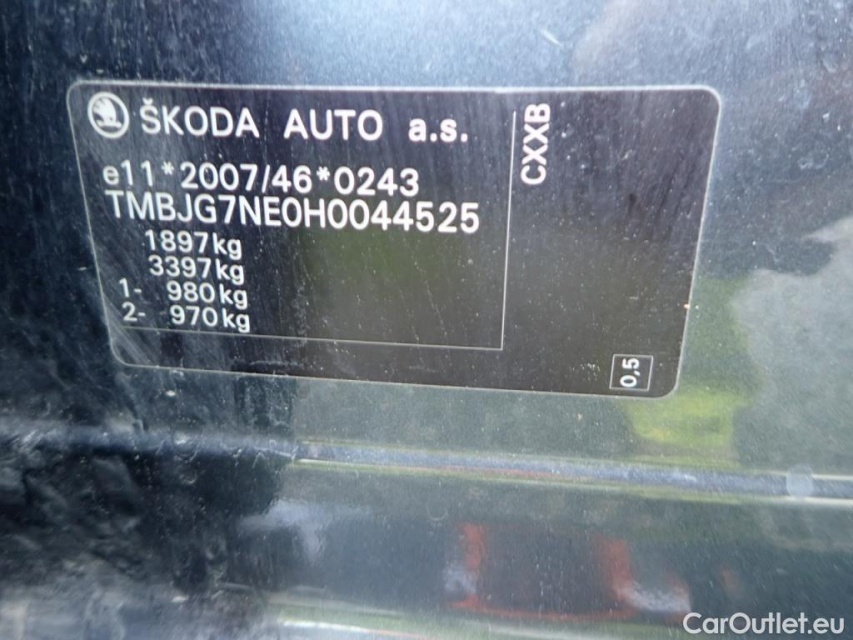 ŠKODA AUTO a.s.
e11*2007/46*0243
TMBJG7NE0H0044525
1897kg
3397kg
1- 980kg
2- 970kg
CXXB
0,5
CarOutlet.eu